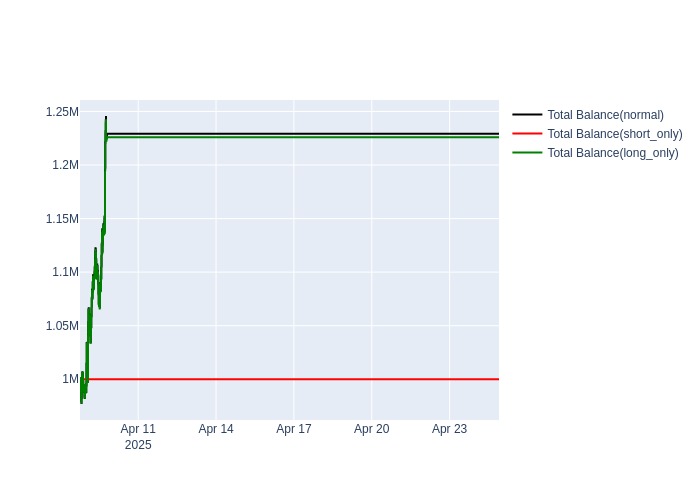 1.25M
1.2M
1.15M
1.1M
1.05M
1M
Apr 11
2025
Apr 14
Apr 17
Apr 20
Apr 23
Total Balance(normal)
Total Balance(short_only)
Total Balance(long_only)